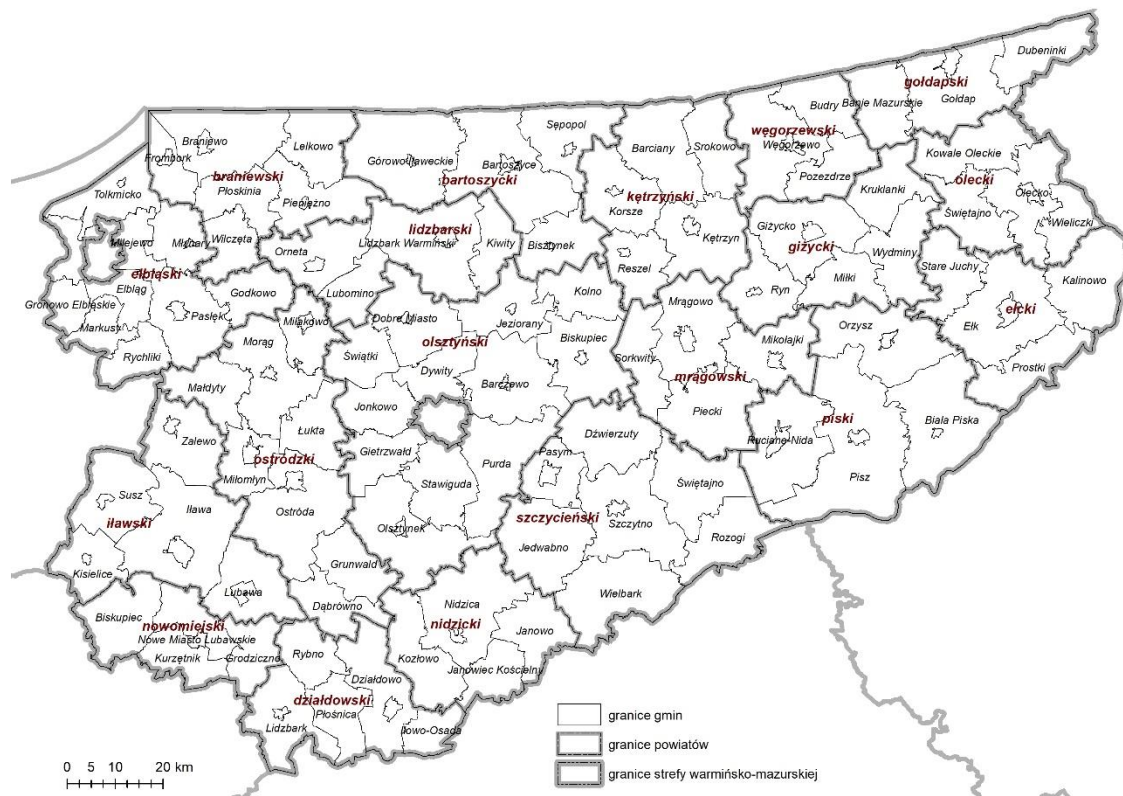 Dubeninki
gołdapski
Gołdap
Budry
Banie Mazurskie
Sępopol
węgorzewski
Węgorzewo
Braniewo
Lelkowo
Barciany
Srokowo
Frombork
Górowo Iławeckie
Bartoszyce
Kowale Oleckie
braniewski
bartoszycki
Pozezdrze
olecki
Tolkmicko
Płoskinia
Kruklanki
Olecko
Pieniężno
kętrzyński
Korsze
Świętajno
Wieliczki
Milejewo
Młynary
Wilczęta
lidzbarski
Lidzbark Warmiński
Kiwity
Bisztynek
Kętrzyn
Giżycko
giżycki
Orneta
Reszel
Wydminy
Stare Juchy
elbląski
Elbląg
Godkowo
Lubomino
Kolno
Ryn
Miłki
Kalinowo
Gronowo Elbląskie
Markusy
Pasłęk
Miłakowo
Dobre Miasto
Jeziorany
Mrągowo
Orzysz
ełcki
Ełk
Rychliki
Morąg
Świątki
olsztyński
Biskupiec
Sorkwity
Mikołajki
Dywity
Prostki
Małdyty
Barczewo
mrągowski
Jonkowo
Piecki
piski
Biała Piska
Zalewo
Łukta
Dźwierzuty
Ruciane-Nida
Gietrzwałd
Pasym
ostródzki
Purda
Miłomłyn
Stawiguda
Świętajno
Pisz
Susz
Iława
Ostróda
szczycieński
Szczytno
iławski
Olsztynek
Rozogi
Jedwabno
Kisielice
Grunwald
Lubawa
Wielbark
Dąbrówno
Nidzica
Biskupiec
nowomiejski
nidzicki
Janowo
Nowe Miasto Lubawskie
Kurzętnik
Grodziczno
Rybno
Kozłowo
Janowiec Kościelny
Działdowo
działdowski
Płośnica
Lidzbark
Iłowo-Osada
granice gmin
granice powiatów
granice strefy warmińsko-mazurskiej
0 5 10 20 km